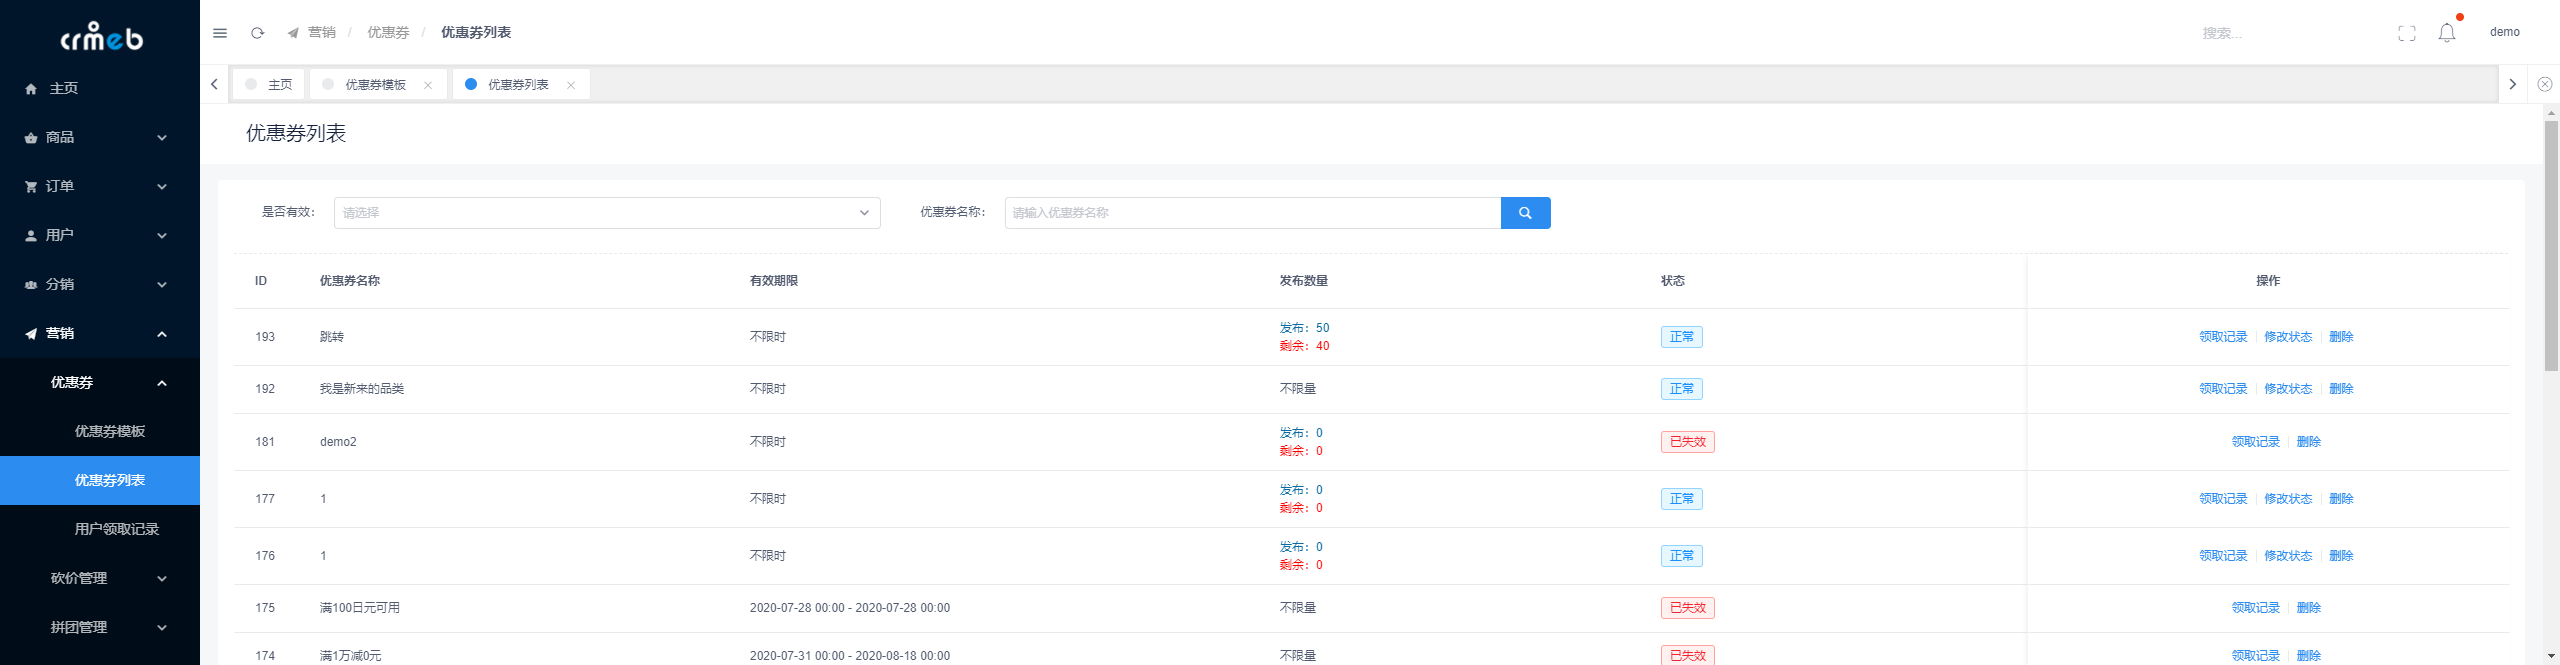 crmeb
营销 / 优惠券 / 优惠券列表
搜索...
demo
主页
商品
订单
用户
分销
营销
优惠券
优惠券模板
优惠券列表
用户领取记录
砍价管理
拼团管理
主页 优惠券模板 优惠券列表
优惠券列表
是否有效： 请选择 优惠券名称： 请输入优惠券名称
ID 优惠券名称 有效期限 发布数量 状态 操作
193 跳转 不限时 发布：50 正常 领取记录 修改状态 删除
剩余：40
192 我是新来的品类 不限时 不限量 正常 领取记录 修改状态 删除
181 demo2 不限时 发布：0 已失效 领取记录 删除
剩余：0
177 1 不限时 发布：0 正常 领取记录 修改状态 删除
剩余：0
176 1 不限时 发布：0 正常 领取记录 修改状态 删除
剩余：0
175 满100日元可用 2020-07-28 00:00 - 2020-07-28 00:00 不限量 已失效 领取记录 删除
174 满1万减0元 2020-07-31 00:00 - 2020-08-18 00:00 不限量 已失效 领取记录 删除